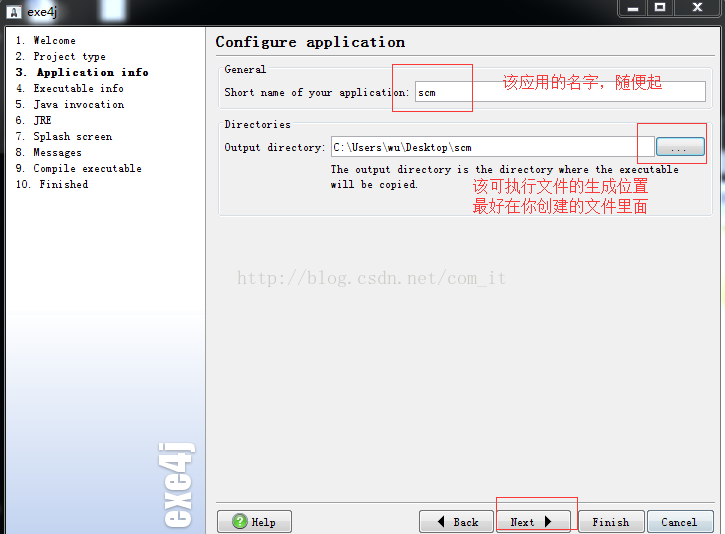 exe4j
1. Welcome
2. Project type
3. Application info
4. Executable info
5. Java invocation
6. JRE
7. Splash screen
8. Messages
9. Compile executable
10. Finished
exe4j
Configure application
General
Short name of your application: scm
该应用的名字，随便起
Directories
Output directory: C:\Users\wu\Desktop\scm ...
The output directory is the directory where the executable
will be copied.
该可执行文件的生成位置
最好在你创建的文件里面
http://blog.csdn.net/com_it
Help Back Next Finish Cancel